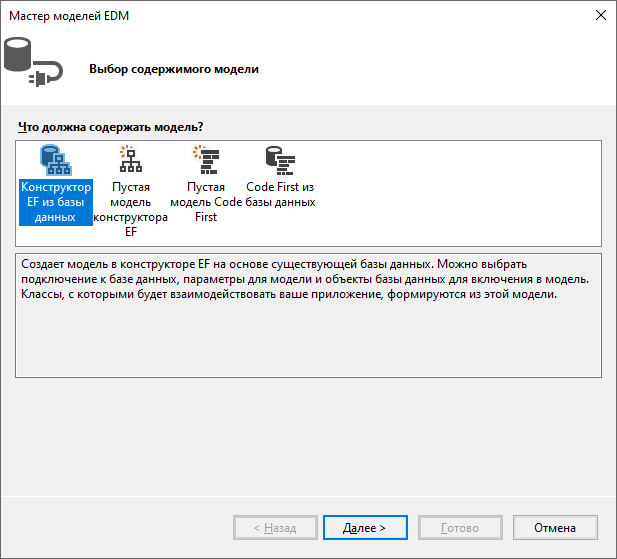 Мастер моделей EDM
Выбор содержимого модели
Что должна содержать модель?
Конструктор
EF из базы
данных
Пустая
модель
конструктора
EF
Пустая
модель Code
First
Code First из
базы данных
Создает модель в конструкторе EF на основе существующей базы данных. Можно выбрать
подключение к базе данных, параметры для модели и объекты базы данных для включения в модель.
Классы, с которыми будет взаимодействовать ваше приложение, формируются из этой модели.
< Назад
Далее >
Готово
Отмена